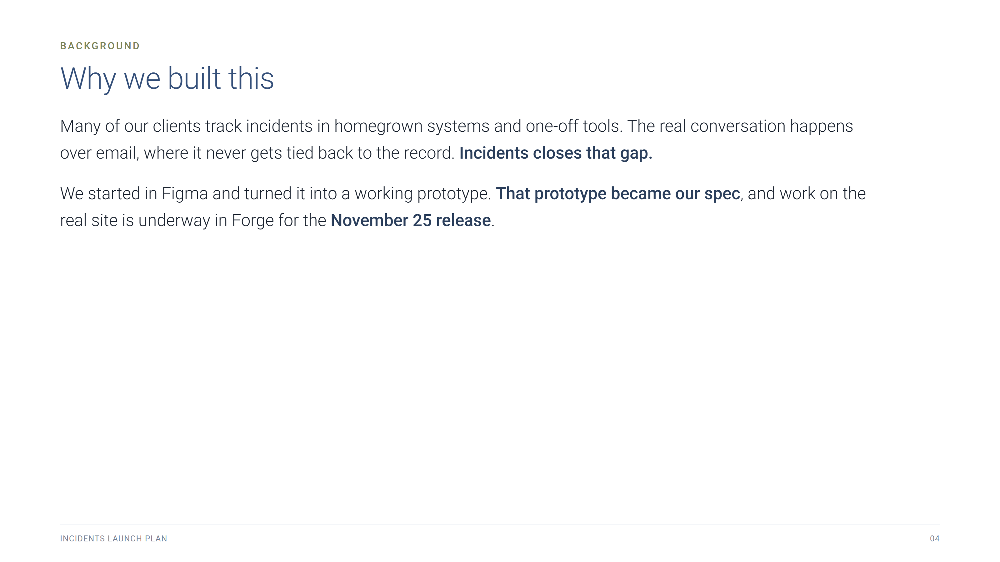 BACKGROUND
Why we built this
Many of our clients track incidents in homegrown systems and one-off tools. The real conversation happens
over email, where it never gets tied back to the record. Incidents closes that gap.
We started in Figma and turned it into a working prototype. That prototype became our spec, and work on the
real site is underway in Forge for the November 25 release.
INCIDENTS LAUNCH PLAN
04